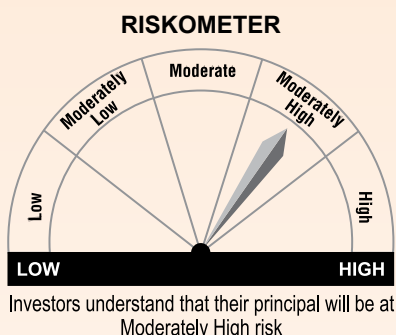 RISKOMETER
Moderate
Moderately
Low
Moderately
High
Low
High
LOW
HIGH
Investors understand that their principal will be at
Moderately High risk